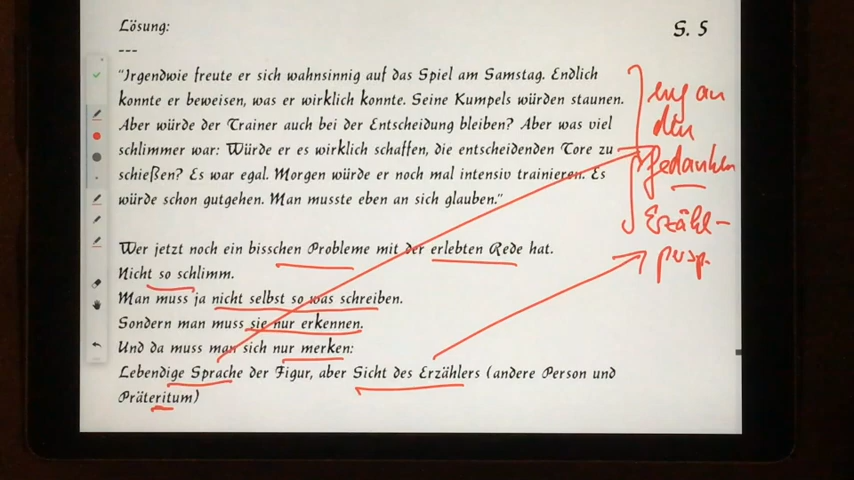 Lösung:
S. 5
---
"Irgendwie freute er sich wahnsinnig auf das Spiel am Samstag. Endlich
konnte er beweisen, was er wirklich konnte. Seine Kumpels würden staunen.
Aber würde der Trainer auch bei der Entscheidung bleiben? Aber was viel
schlimmer war: Würde er es wirklich schaffen, die entscheidenden Tore zu
schießen? Es war egal. Morgen würde er noch mal intensiv trainieren. Es
würde schon gutgehen. Man musste eben an sich glauben."
eng an
den
Gedanken
Erzähl-
persp.
Wer jetzt noch ein bisschen Probleme mit der erlebten Rede hat.
Nicht so schlimm.
Man muss ja nicht selbst so was schreiben.
Sondern man muss sie nur erkennen.
Und da muss man sich nur merken:
Lebendige Sprache der Figur, aber Sicht des Erzählers (andere Person und
Präteritum)